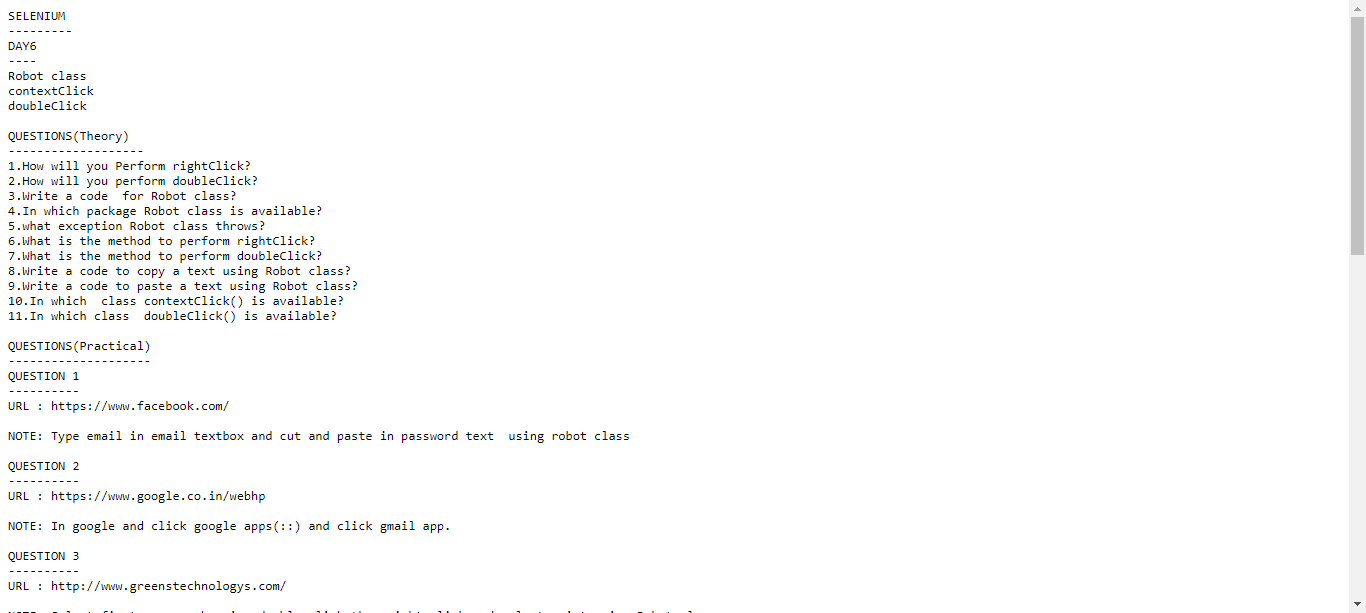 SELENIUM
---------
DAY6
----
Robot class
contextClick
doubleClick
QUESTIONS(Theory)
-------------------
1.How will you Perform rightClick?
2.How will you perform doubleClick?
3.Write a code  for Robot class?
4.In which package Robot class is available?
5.what exception Robot class throws?
6.What is the method to perform rightClick?
7.What is the method to perform doubleClick?
8.Write a code to copy a text using Robot class?
9.Write a code to paste a text using Robot class?
10.In which  class contextClick() is available?
11.In which class  doubleClick() is available?
QUESTIONS(Practical)
--------------------
QUESTION 1
----------
URL : https://www.facebook.com/
NOTE: Type email in email textbox and cut and paste in password text  using robot class
QUESTION 2
----------
URL : https://www.google.co.in/webhp
NOTE: In google and click google apps(::) and click gmail app.
QUESTION 3
----------
URL : http://www.greenstechnologys.com/